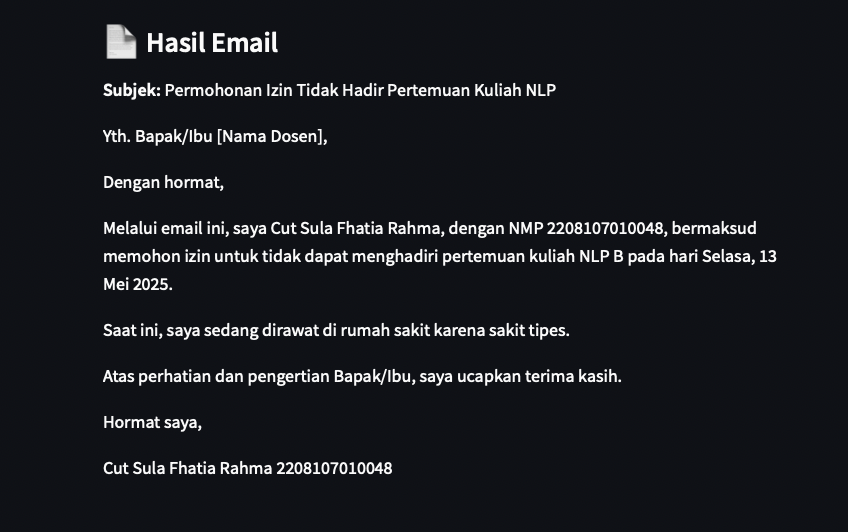 Hasil Email
Subjek: Permohonan Izin Tidak Hadir Pertemuan Kuliah NLP
Yth. Bapak/Ibu [Nama Dosen],
Dengan hormat,
Melalui email ini, saya Cut Sula Fhatia Rahma, dengan NMP 2208107010048, bermaksud
memohon izin untuk tidak dapat menghadiri pertemuan kuliah NLP B pada hari Selasa, 13
Mei 2025.
Saat ini, saya sedang dirawat di rumah sakit karena sakit tipes.
Atas perhatian dan pengertian Bapak/Ibu, saya ucapkan terima kasih.
Hormat saya,
Cut Sula Fhatia Rahma 2208107010048